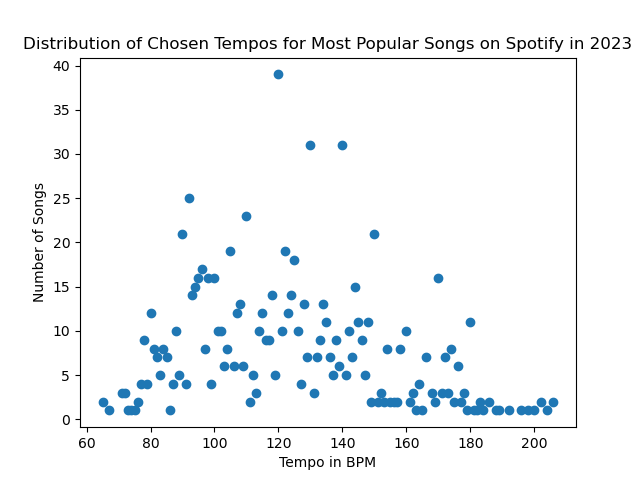 Distribution of Chosen Tempos for Most Popular Songs on Spotify in 2023
40
35
30
25
20
15
10
5
0
Number of Songs
60 80 100 120 140 160 180 200
Tempo in BPM